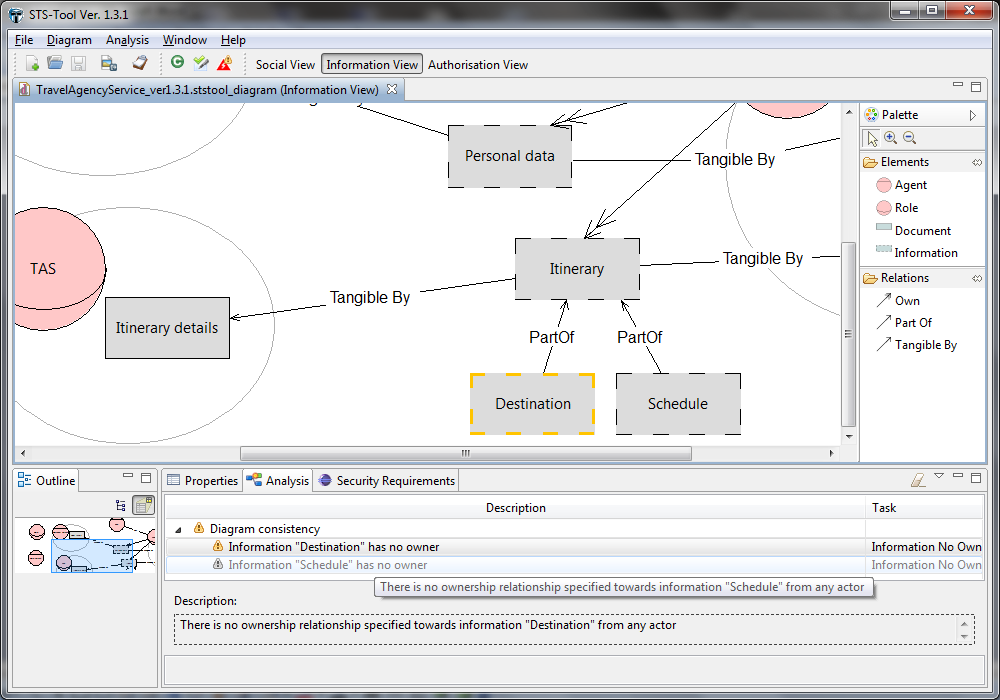 STS-Tool Ver. 1.3.1
File Diagram Analysis Window Help
Social View Information View Authorisation View
TravelAgencyService_ver1.3.1.ststool_diagram (Information View)
Personal data
Tangible By
Itinerary
Tangible By
TAS
Tangible By
Itinerary details
PartOf PartOf
Destination Schedule
Palette
Elements
Agent
Role
Document
Information
Relations
Own
Part Of
Tangible By
Outline
Properties Analysis Security Requirements
Description Task
Diagram consistency
Information "Destination" has no owner Information No Own
Information "Schedule" has no owner Information No Own
There is no ownership relationship specified towards information "Schedule" from any actor
Description:
There is no ownership relationship specified towards information "Destination" from any actor